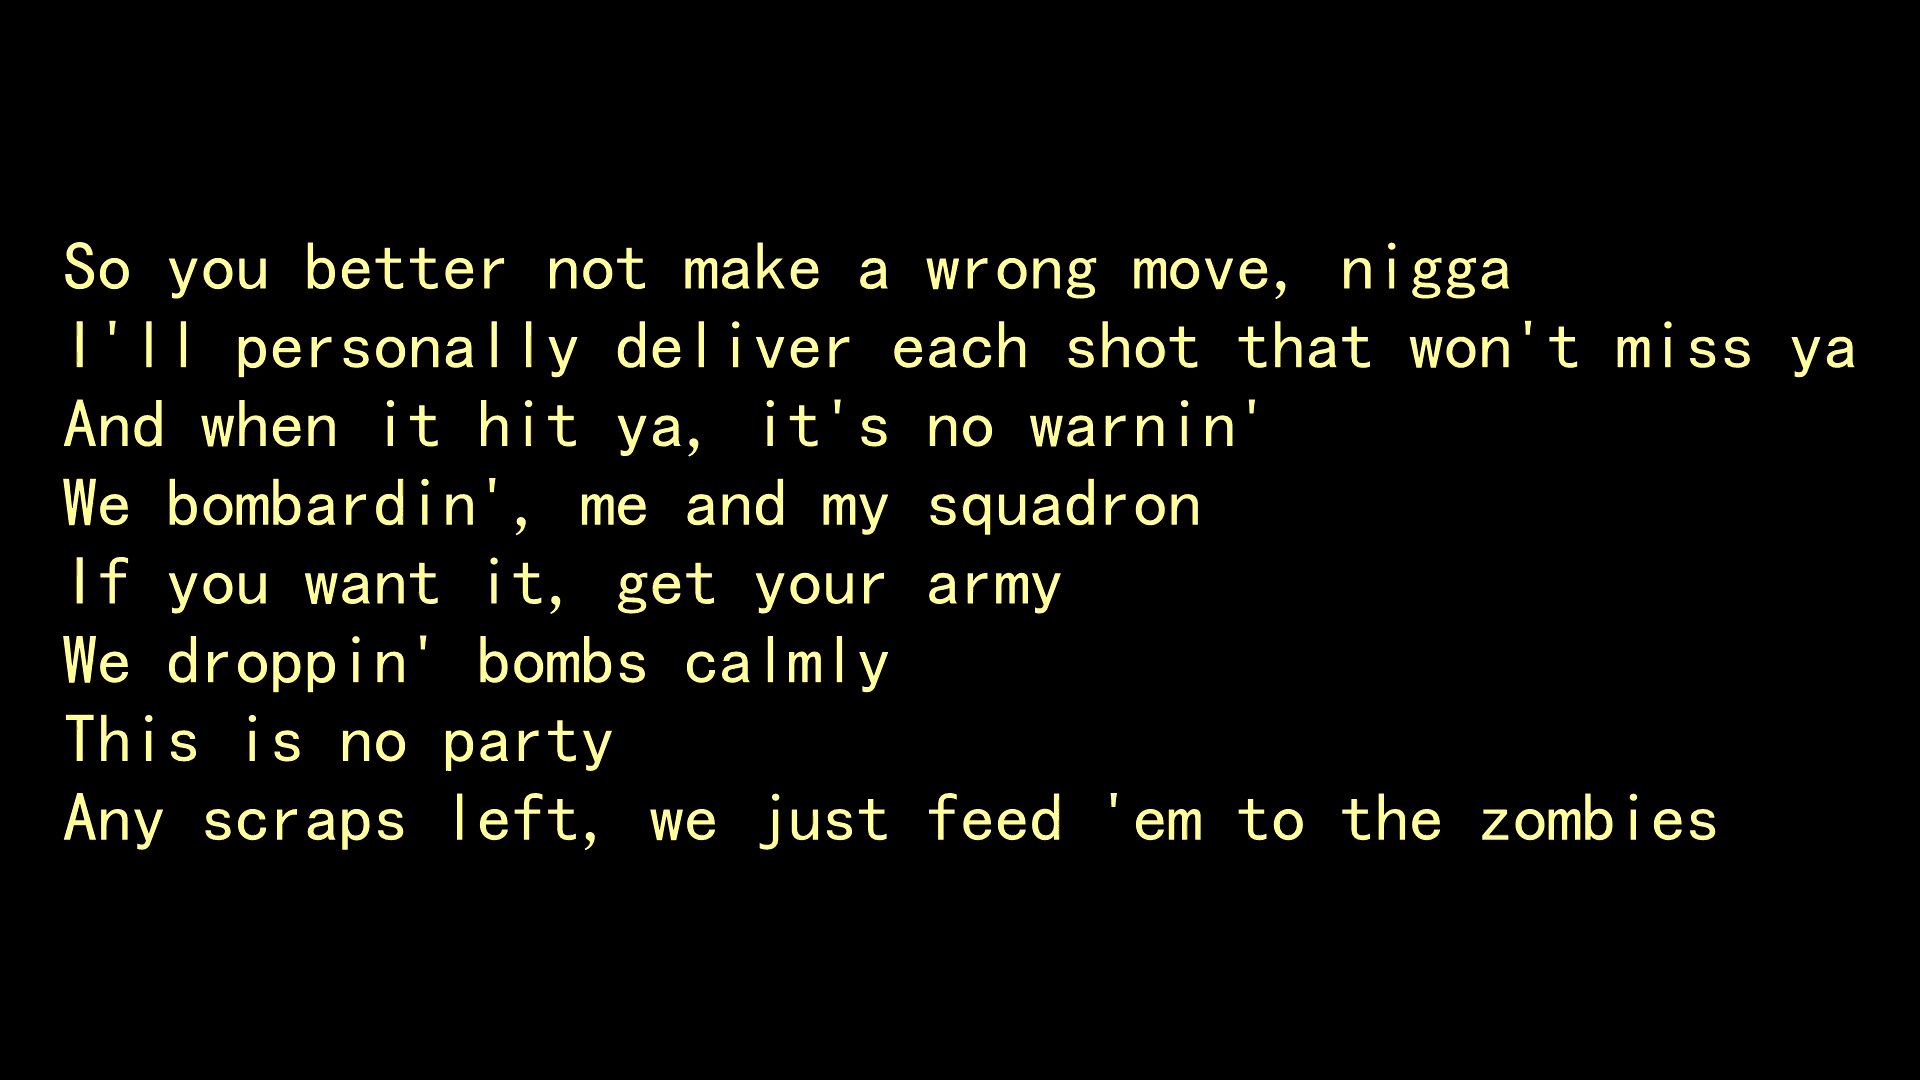 So you better not make a wrong move, nigga
I'll personally deliver each shot that won't miss ya
And when it hit ya, it's no warnin'
We bombardin', me and my squadron
If you want it, get your army
We droppin' bombs calmly
This is no party
Any scraps left, we just feed 'em to the zombies